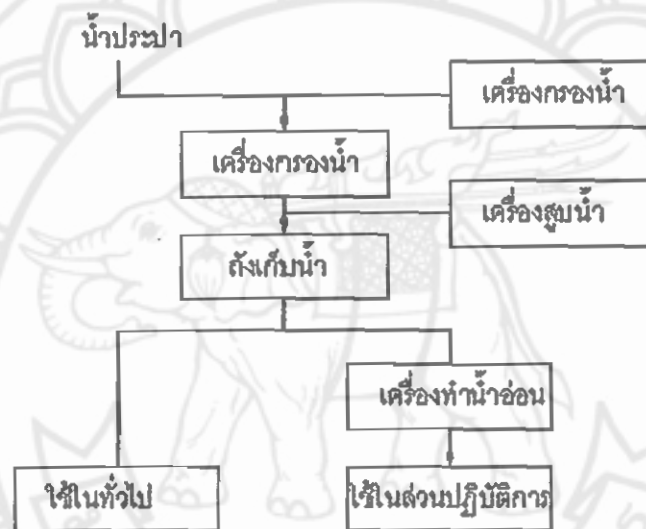 น้ำประปา
เครื่องกรองน้ำ
เครื่องกรองน้ำ
เครื่องสูบน้ำ
ถังเก็บน้ำ
เครื่องทำน้ำอ่อน
ใช้ในทั่วไป
ใช้ในส่วนปฏิบัติการ